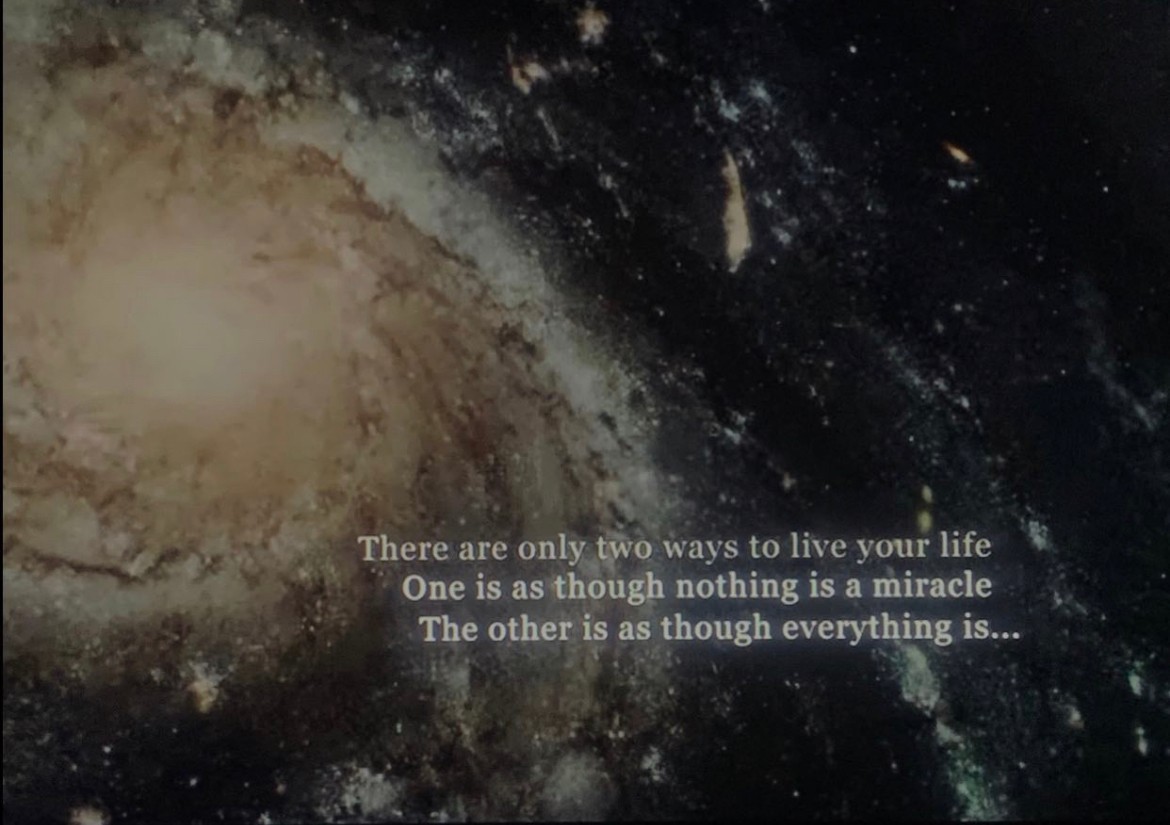 There are only two ways to live your life
One is as though nothing is a miracle
The other is as though everything is...